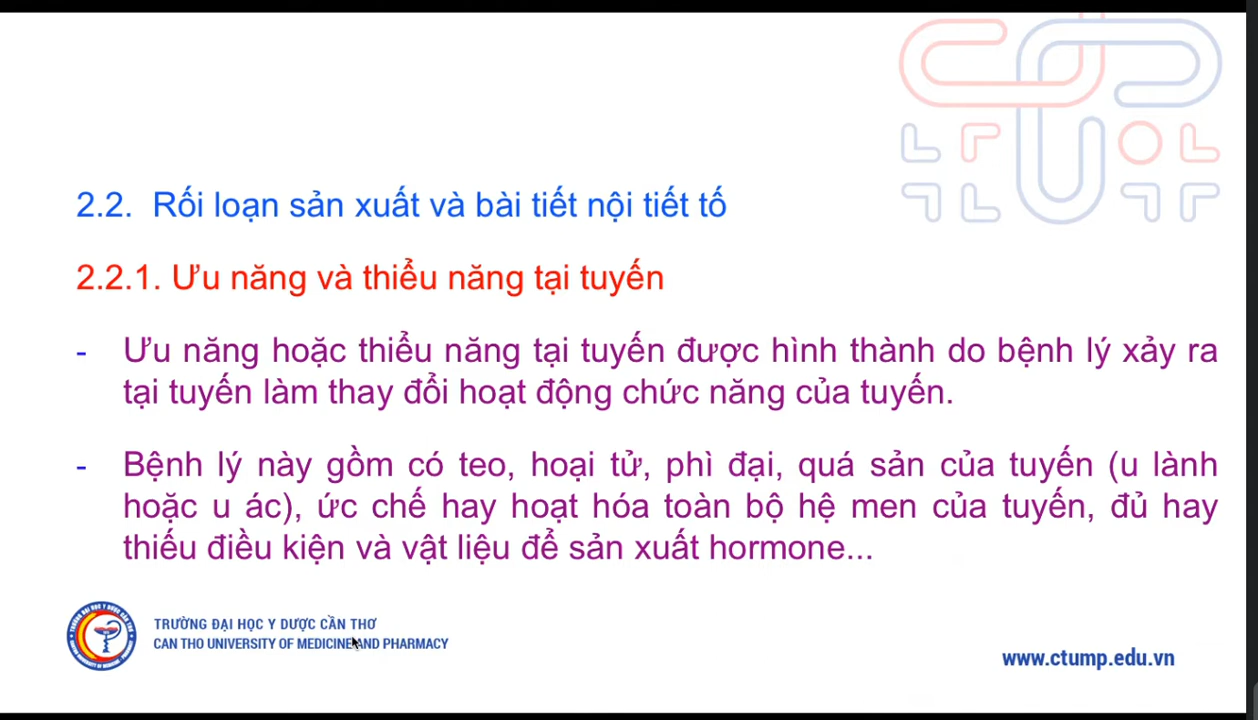 2.2. Rối loạn sản xuất và bài tiết nội tiết tố
2.2.1. Ưu năng và thiểu năng tại tuyến
- Ưu năng hoặc thiểu năng tại tuyến được hình thành do bệnh lý xảy ra
tại tuyến làm thay đổi hoạt động chức năng của tuyến.
- Bệnh lý này gồm có teo, hoại tử, phì đại, quá sản của tuyến (u lành
hoặc u ác), ức chế hay hoạt hóa toàn bộ hệ men của tuyến, đủ hay
thiếu điều kiện và vật liệu để sản xuất hormone...
TRƯỜNG ĐẠI HỌC Y DƯỢC CẦN THƠ
CAN THO UNIVERSITY OF MEDICINE AND PHARMACY
www.ctump.edu.vn